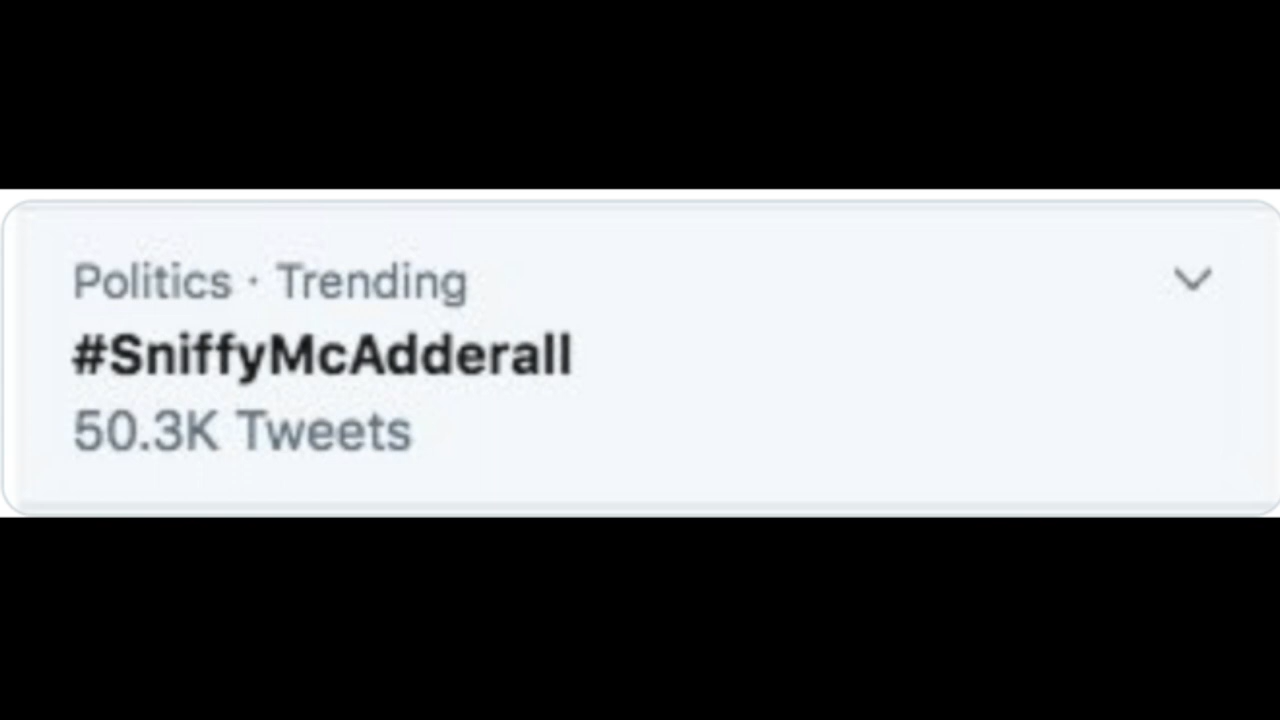 Politics · Trending
#SniffyMcAdderall
50.3K Tweets